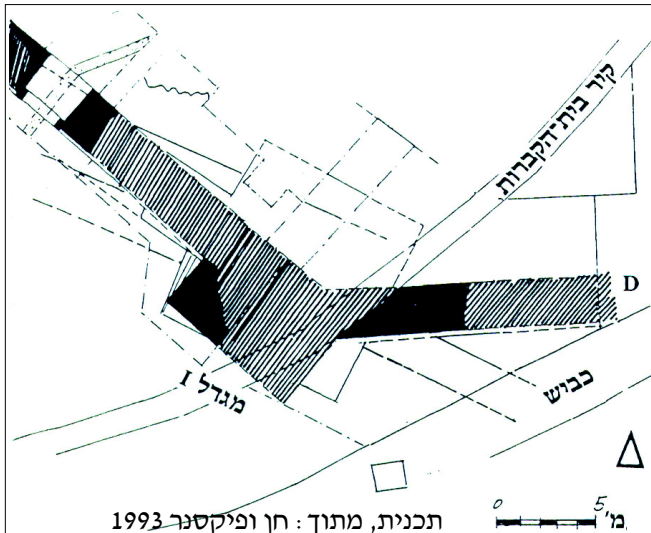 קיר בית-הקברות
D
כביש
מגדל I
0 5 מ'
תכנית, מתוך: חן ופיקסנר 1993